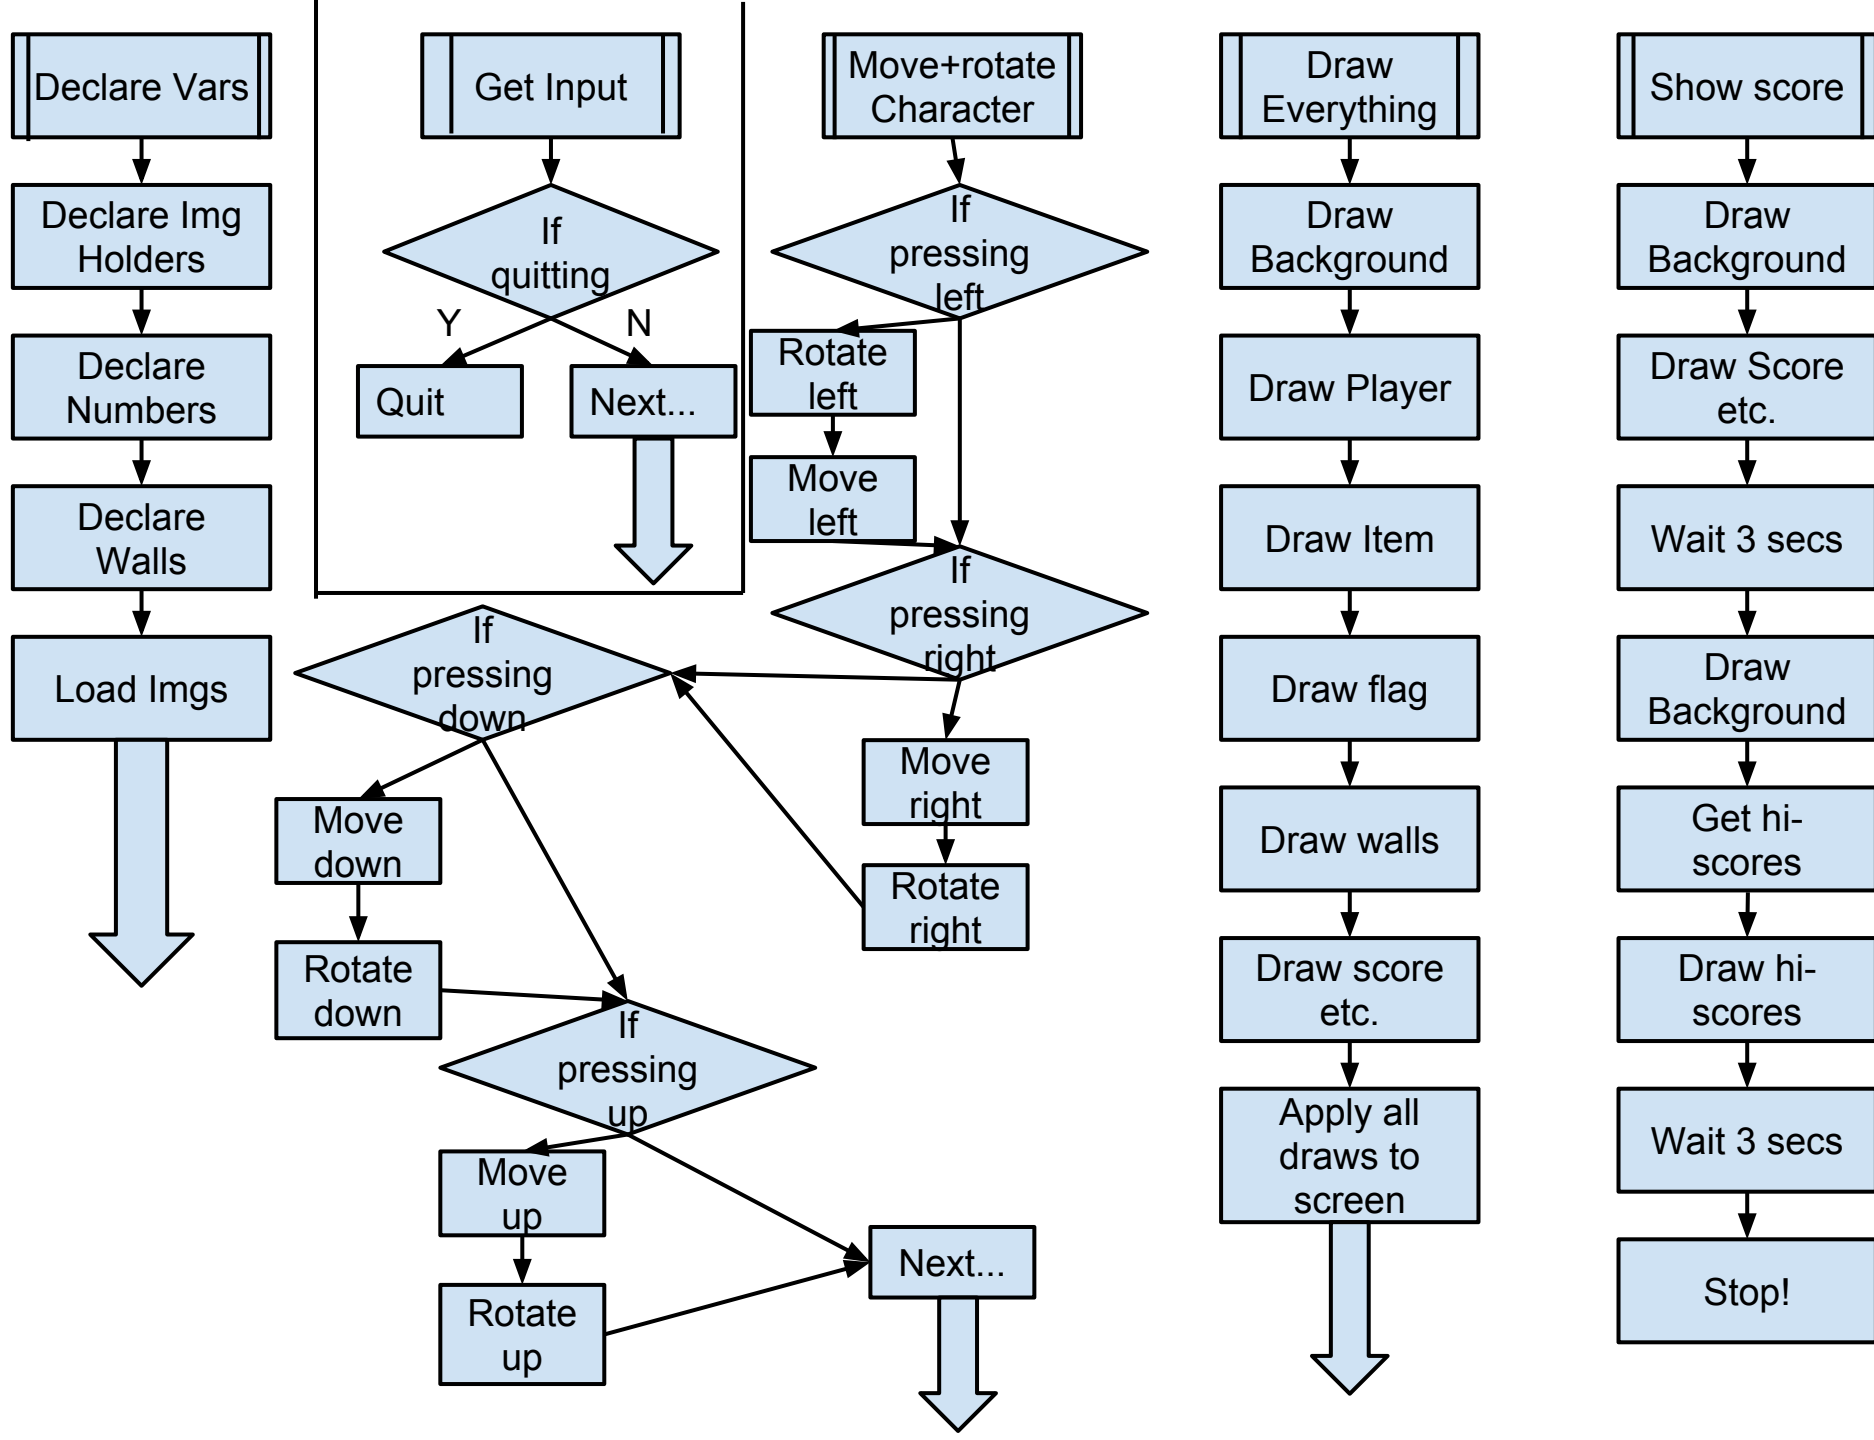 Declare Vars
Declare Img
Holders
Declare
Numbers
Declare
Walls
Load Imgs
Get Input
If
quitting
Y
N
Quit
Next...
Move+rotate
Character
If
pressing
left
Rotate
left
Move
left
If
pressing
right
Move
right
Rotate
right
If
pressing
down
Move
down
Rotate
down
If
pressing
up
Move
up
Rotate
up
Next...
Draw
Everything
Draw
Background
Draw Player
Draw Item
Draw flag
Draw walls
Draw score
etc.
Apply all
draws to
screen
Show score
Draw
Background
Draw Score
etc.
Wait 3 secs
Draw
Background
Get hi-
scores
Draw hi-
scores
Wait 3 secs
Stop!